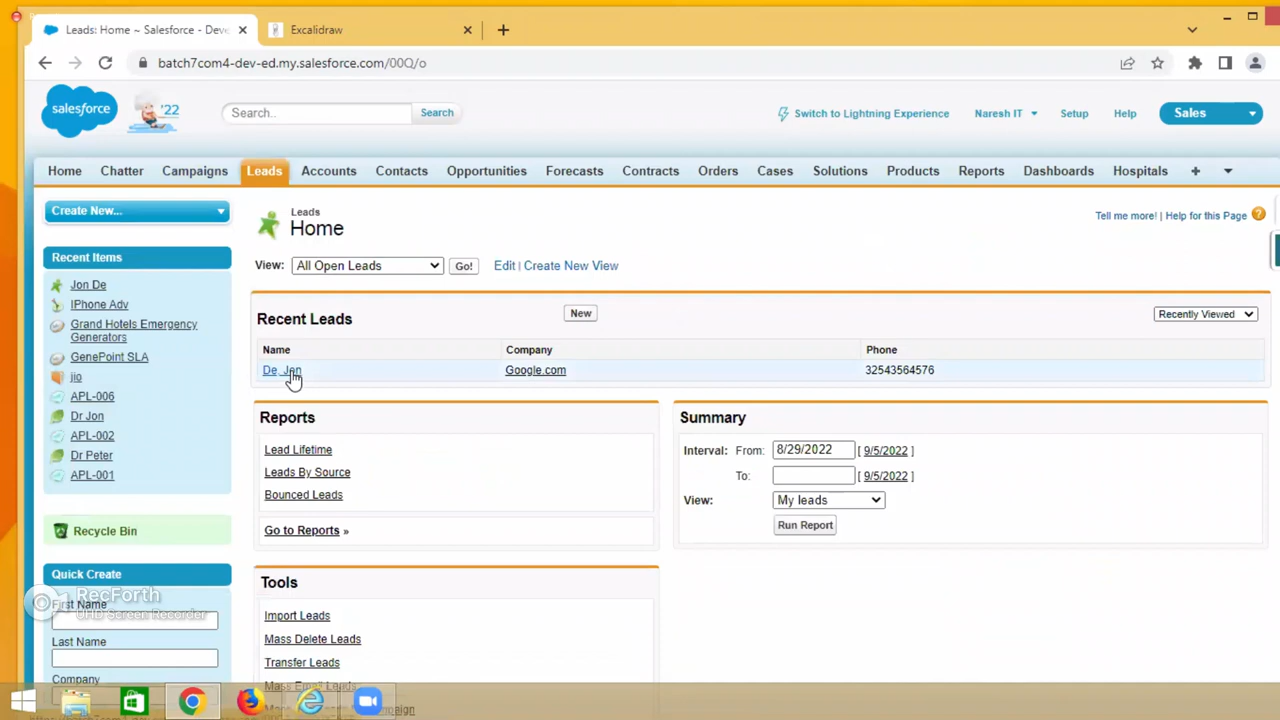 Leads: Home ~ Salesforce - Deve
Excalidraw
batch7com4-dev-ed.my.salesforce.com/00Q/o
salesforce
'22
Search..
Search
Switch to Lightning Experience
Naresh IT
Setup
Help
Sales
Home
Chatter
Campaigns
Leads
Accounts
Contacts
Opportunities
Forecasts
Contracts
Orders
Cases
Solutions
Products
Reports
Dashboards
Hospitals
+
Create New...
Leads
Home
Tell me more! | Help for this Page
View: All Open Leads Go! Edit | Create New View
Recent Items
Jon De
IPhone Adv
Grand Hotels Emergency
Generators
GenePoint SLA
jio
APL-006
Dr Jon
APL-002
Dr Peter
APL-001
Recycle Bin
Quick Create
First Name
Last Name
Company
RecForth
UHD Screen Recorder
Recent Leads
New
Recently Viewed
Name Company Phone
De, Jon Google.com 32543564576
Reports
Lead Lifetime
Leads By Source
Bounced Leads
Go to Reports »
Summary
Interval: From: 8/29/2022 [ 9/5/2022 ]
To: [ 9/5/2022 ]
View: My leads
Run Report
Tools
Import Leads
Mass Delete Leads
Transfer Leads
Mass Email Leads